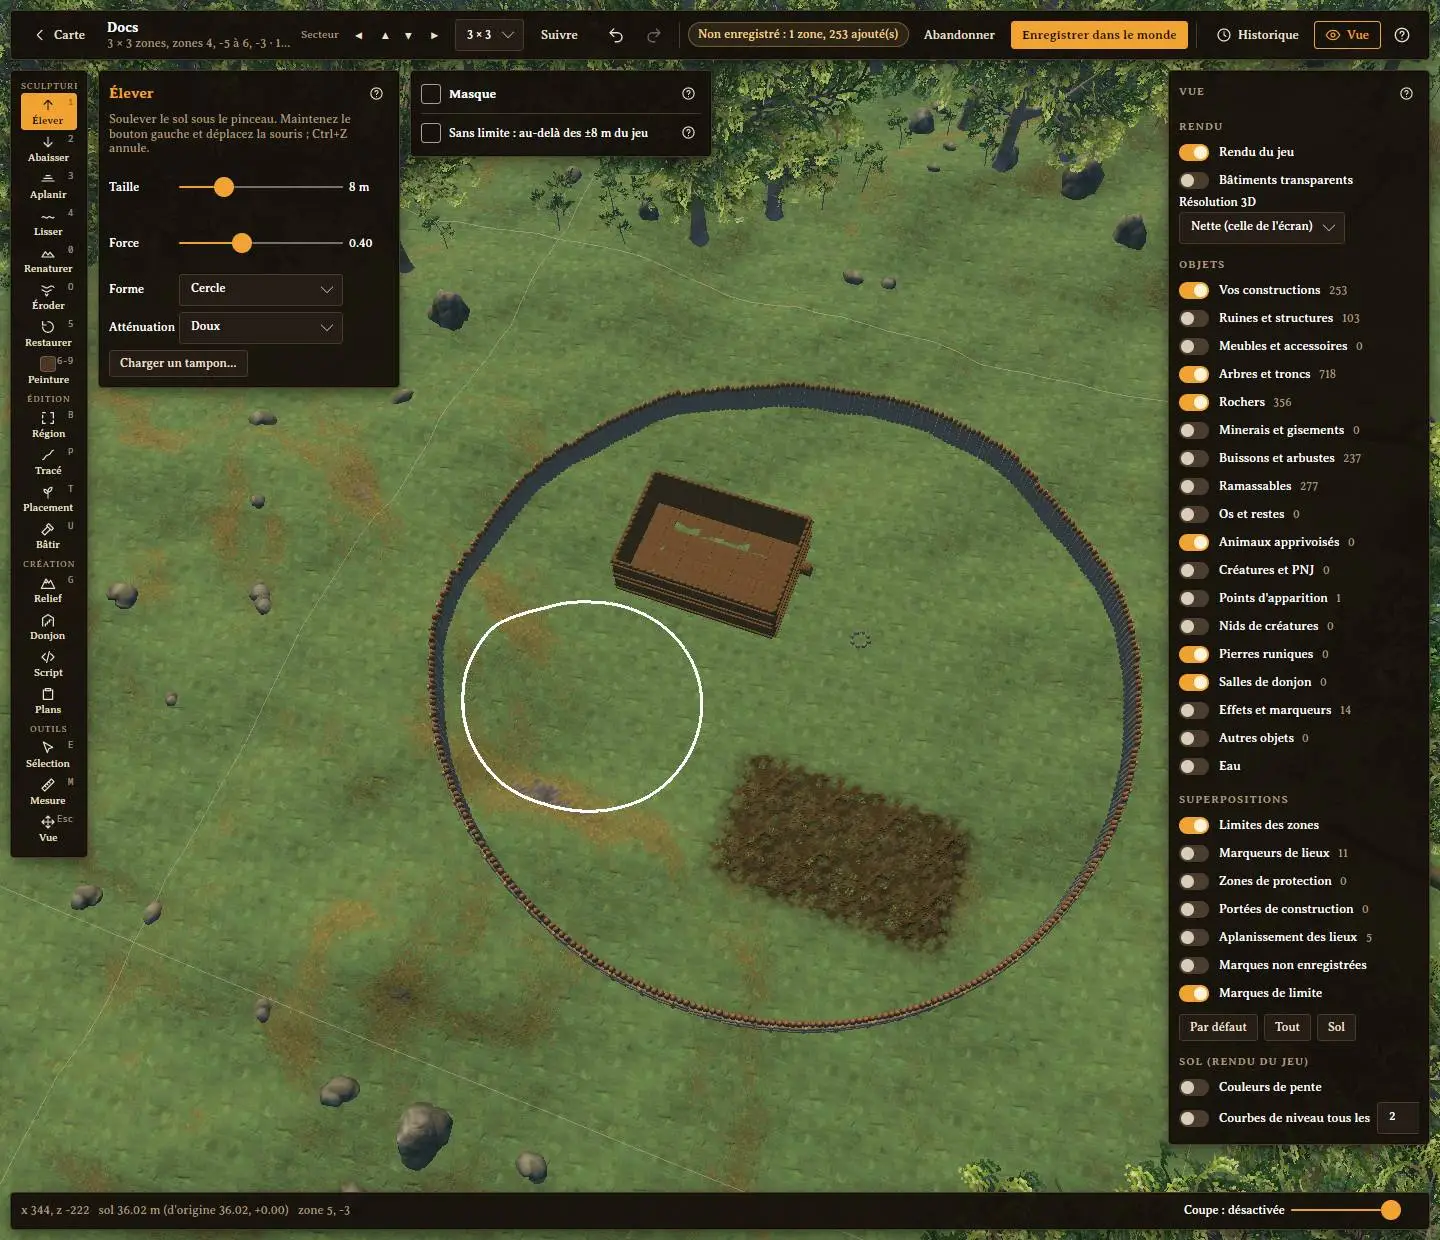 Carte
Docs
3 × 3 zones, zones 4, -5 à 6, -3 · 1...
Secteur
3 × 3
Suivre
Non enregistré : 1 zone, 253 ajouté(s)
Abandonner
Enregistrer dans le monde
Historique
Vue
SCULPTURE
1
Élever
2
Abaisser
3
Aplanir
4
Lisser
0
Renaturer
O
Éroder
5
Restaurer
6-9
Peinture
ÉDITION
B
Région
P
Tracé
T
Placement
U
Bâtir
CRÉATION
G
Relief
Donjon
Script
Plans
OUTILS
E
Sélection
M
Mesure
Esc
Vue
Élever
Soulever le sol sous le pinceau. Maintenez le
bouton gauche et déplacez la souris ; Ctrl+Z
annule.
Taille 8 m
Force 0.40
Forme Cercle
Atténuation Doux
Charger un tampon...
Masque
Sans limite : au-delà des ±8 m du jeu
VUE
RENDU
Rendu du jeu
Bâtiments transparents
Résolution 3D
Nette (celle de l'écran)
OBJETS
Vos constructions 253
Ruines et structures 103
Meubles et accessoires 0
Arbres et troncs 718
Rochers 356
Minerais et gisements 0
Buissons et arbustes 237
Ramassables 277
Os et restes 0
Animaux apprivoisés 0
Créatures et PNJ 0
Points d'apparition 1
Nids de créatures 0
Pierres runiques 0
Salles de donjon 0
Effets et marqueurs 14
Autres objets 0
Eau
SUPERPOSITIONS
Limites des zones
Marqueurs de lieux 11
Zones de protection 0
Portées de construction 0
Aplanissement des lieux 5
Marques non enregistrées
Marques de limite
Par défaut Tout Sol
SOL (RENDU DU JEU)
Couleurs de pente
Courbes de niveau tous les 2
x 344, z -222 sol 36.02 m (d'origine 36.02, +0.00) zone 5, -3
Coupe : désactivée